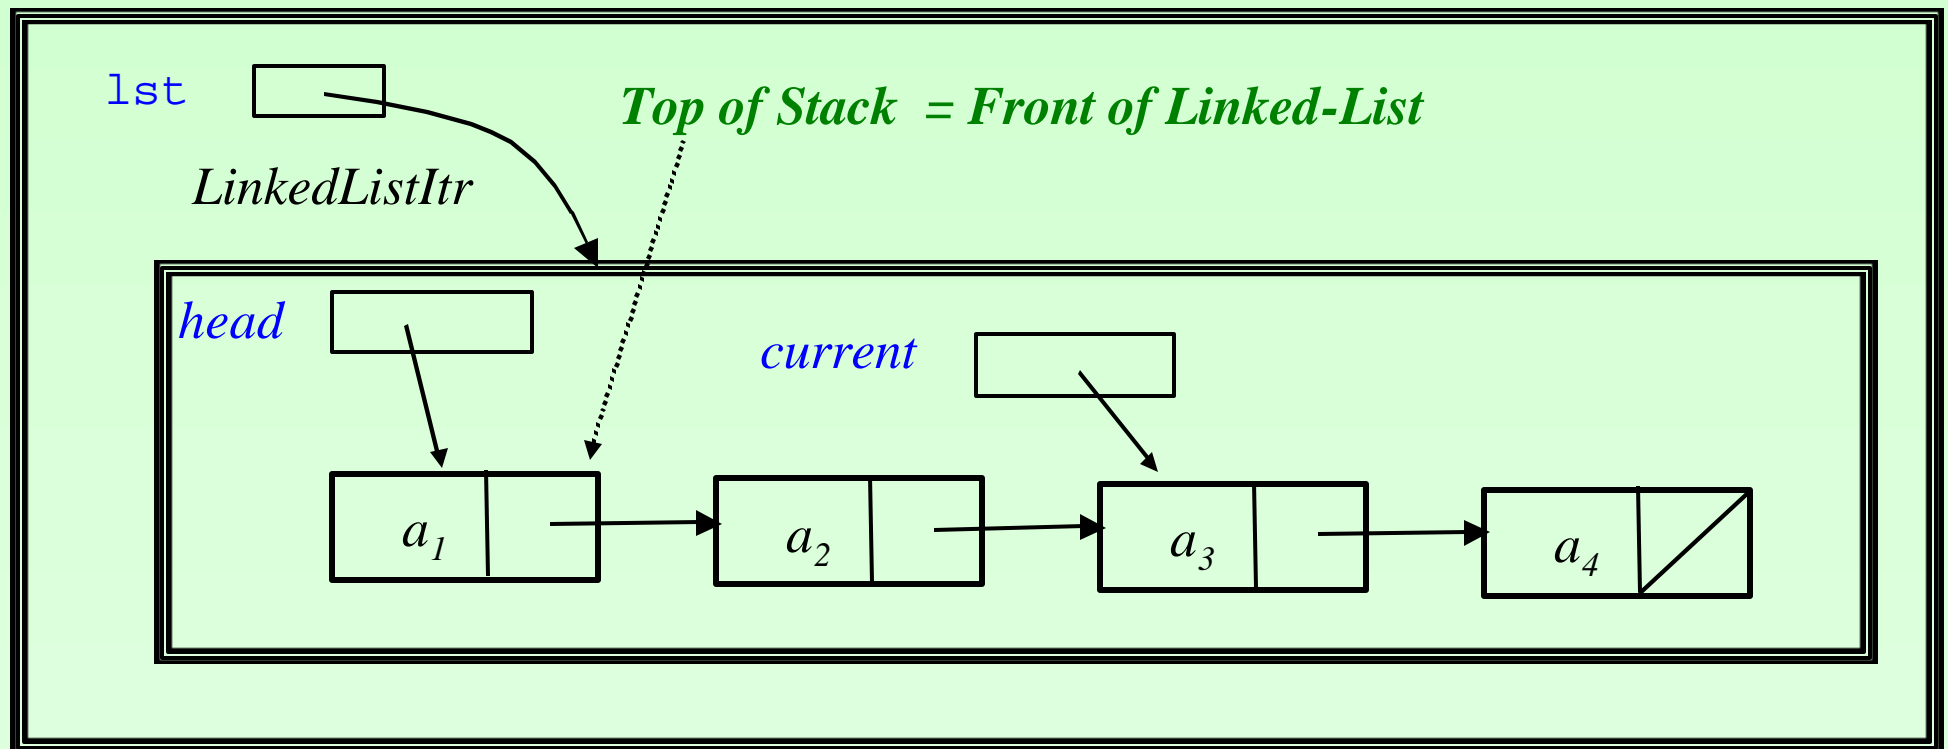 lst
Top of Stack = Front of Linked-List
LinkedListItr
head
current
a1 a2 a3 a4